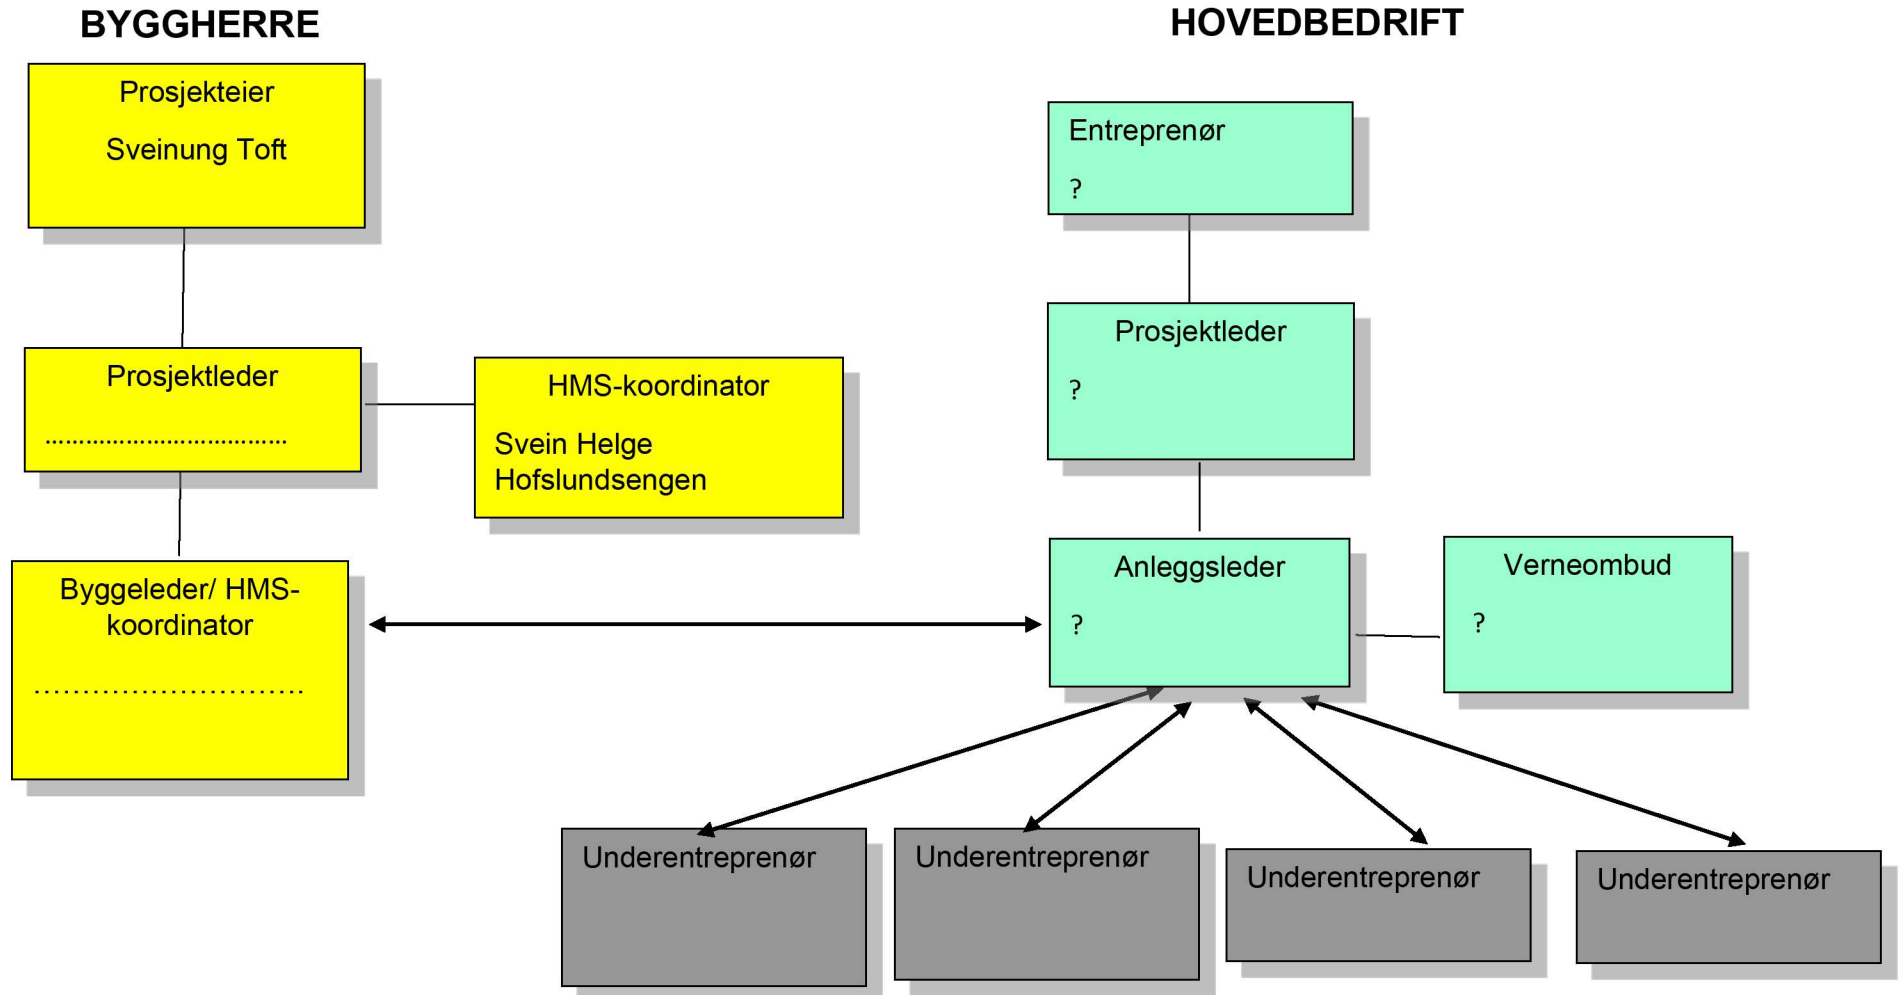 BYGGHERRE
Prosjekteier
Sveinung Toft
Prosjektleder
....................................
HMS-koordinator
Svein Helge
Hofslundsengen
Byggeleder/ HMS-
koordinator
............................
HOVEDBEDRIFT
Entreprenør
?
Prosjektleder
?
Anleggsleder
?
Verneombud
?
Underentreprenør
Underentreprenør
Underentreprenør
Underentreprenør